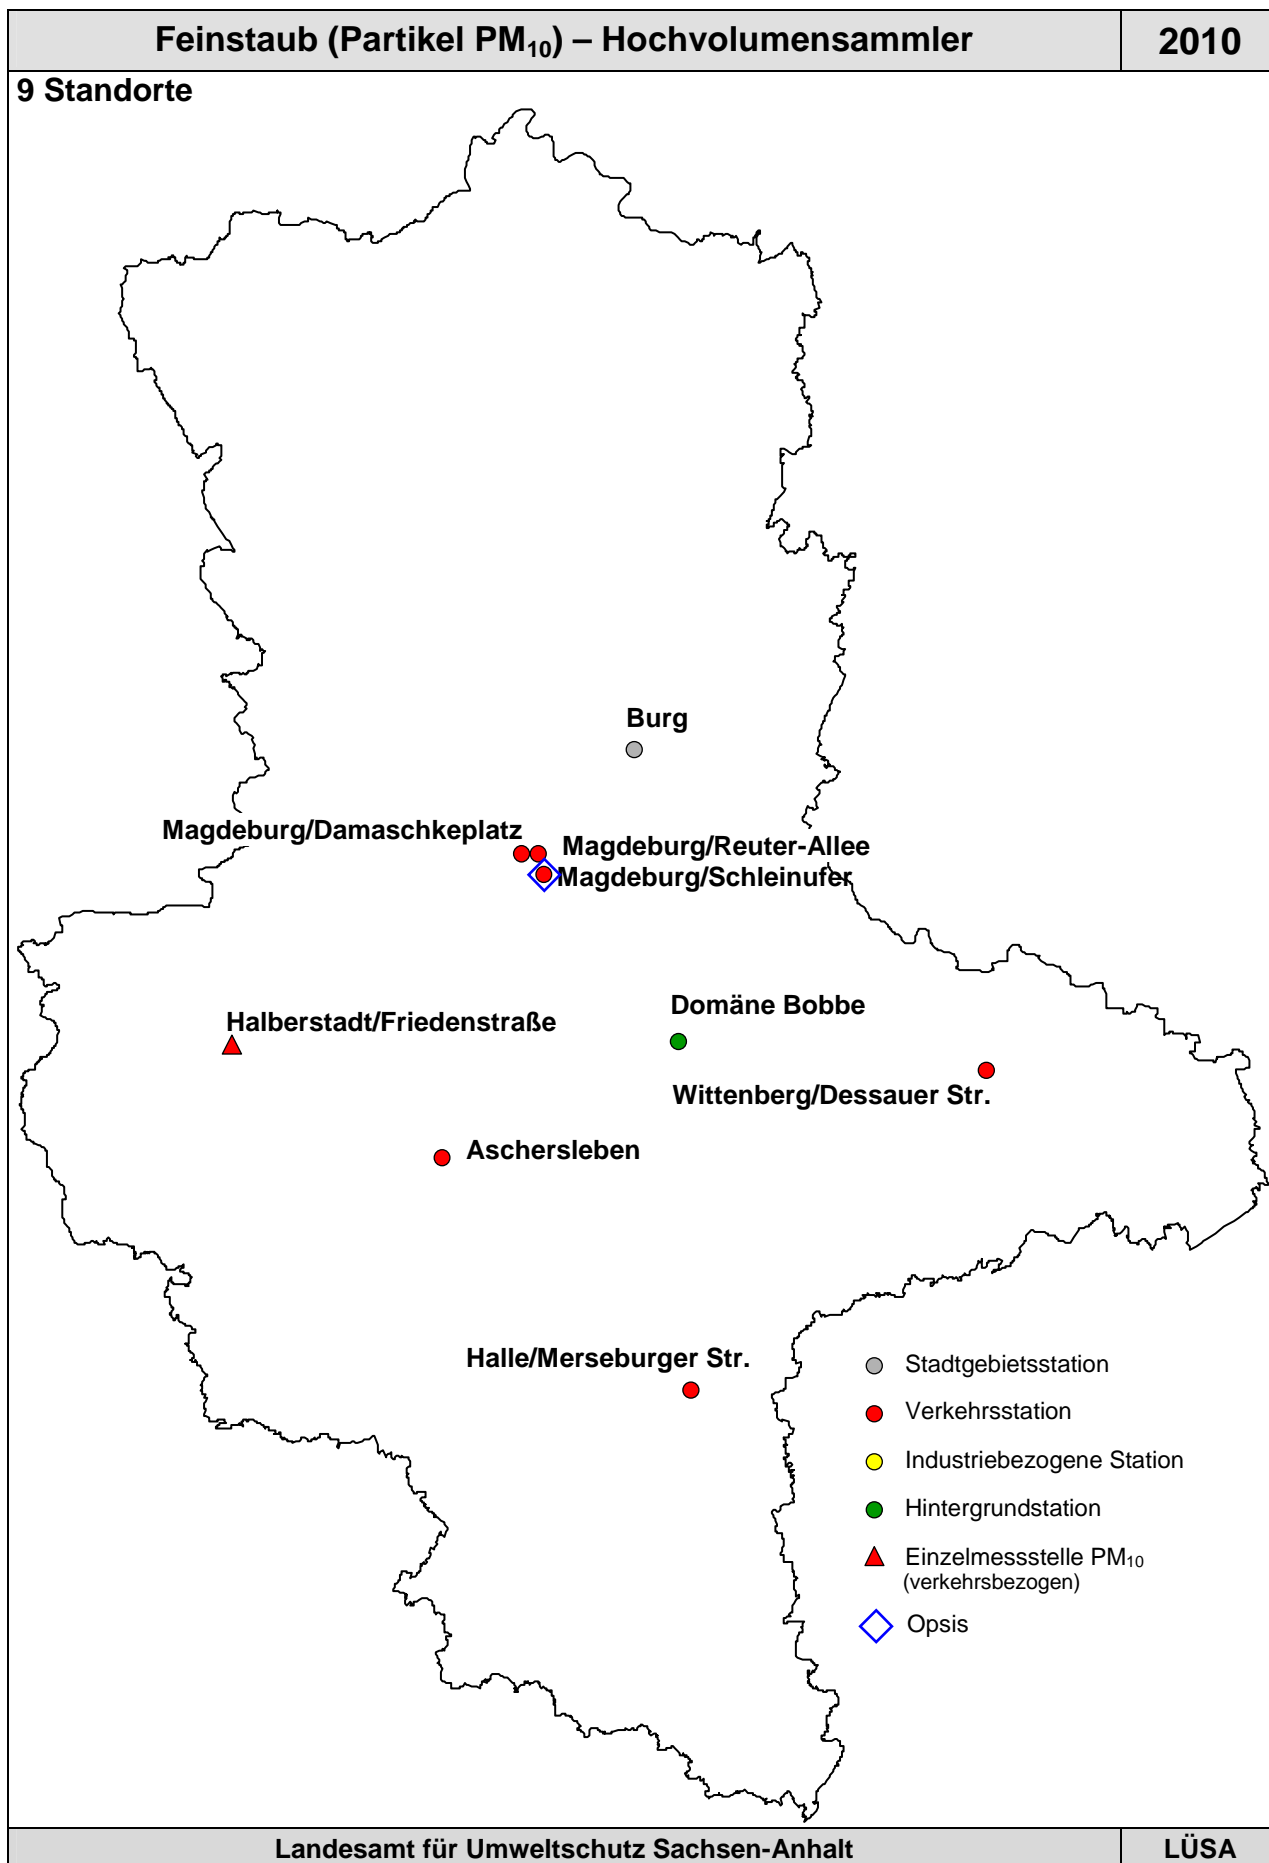 Feinstaub (Partikel PM₁₀) – Hochvolumensammler 2010
9 Standorte
Burg
Magdeburg/Damaschkeplatz
Magdeburg/Reuter-Allee
Magdeburg/Schleinufer
Domäne Bobbe
Halberstadt/Friedenstraße
Wittenberg/Dessauer Str.
Aschersleben
Halle/Merseburger Str.
Stadtgebietsstation
Verkehrsstation
Industriebezogene Station
Hintergrundstation
Einzelmessstelle PM₁₀
(verkehrsbezogen)
Opsis
Landesamt für Umweltschutz Sachsen-Anhalt LÜSA